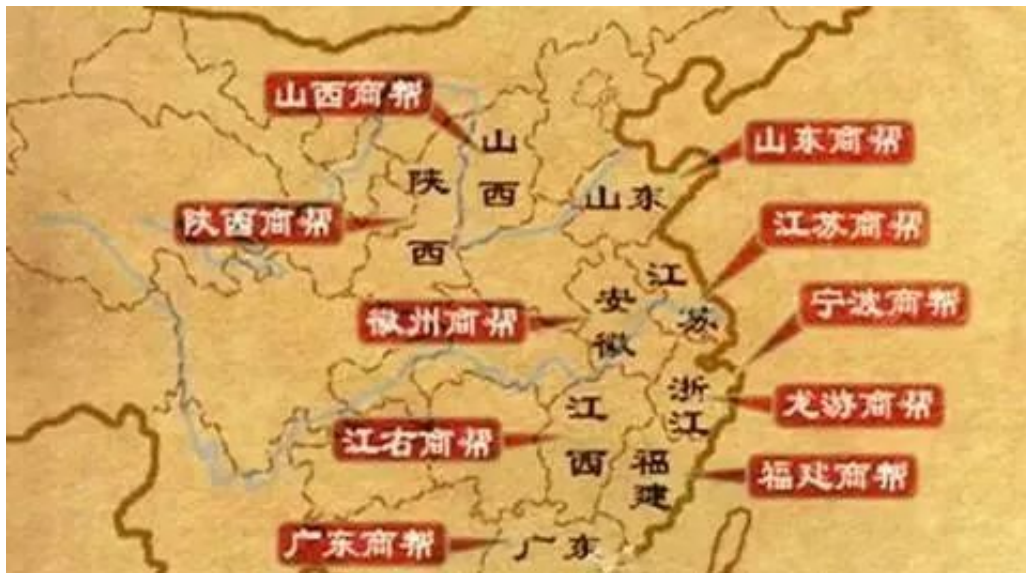 山西商帮
山东商帮
山西
陕西
山东
陕西商帮
江苏商帮
江苏
安徽
宁波商帮
徽州商帮
浙江
龙游商帮
江西
江右商帮
福建
福建商帮
广东商帮
广东